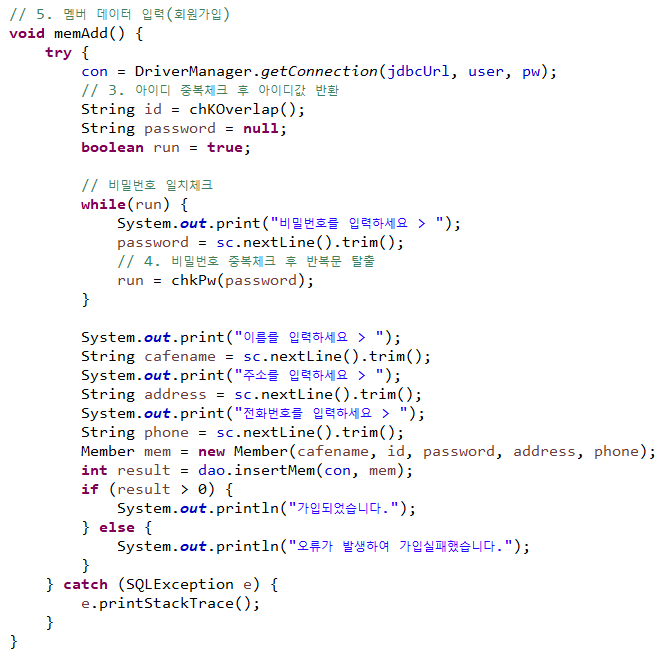 // 5. 멤버 데이터 입력(회원가입)
void memAdd() {
    try {
        con = DriverManager.getConnection(jdbcUrl, user, pw);
        // 3. 아이디 중복체크 후 아이디값 반환
        String id = chKOverlap();
        String password = null;
        boolean run = true;

        // 비밀번호 일치체크
        while(run) {
            System.out.print("비밀번호를 입력하세요 > ");
            password = sc.nextLine().trim();
            // 4. 비밀번호 중복체크 후 반복문 탈출
            run = chkPw(password);
        }

        System.out.print("이름를 입력하세요 > ");
        String cafename = sc.nextLine().trim();
        System.out.print("주소를 입력하세요 > ");
        String address = sc.nextLine().trim();
        System.out.print("전화번호를 입력하세요 > ");
        String phone = sc.nextLine().trim();
        Member mem = new Member(cafename, id, password, address, phone);
        int result = dao.insertMem(con, mem);
        if (result > 0) {
            System.out.println("가입되었습니다.");
        } else {
            System.out.println("오류가 발생하여 가입실패했습니다.");
        }
    } catch (SQLException e) {
        e.printStackTrace();
    }
}